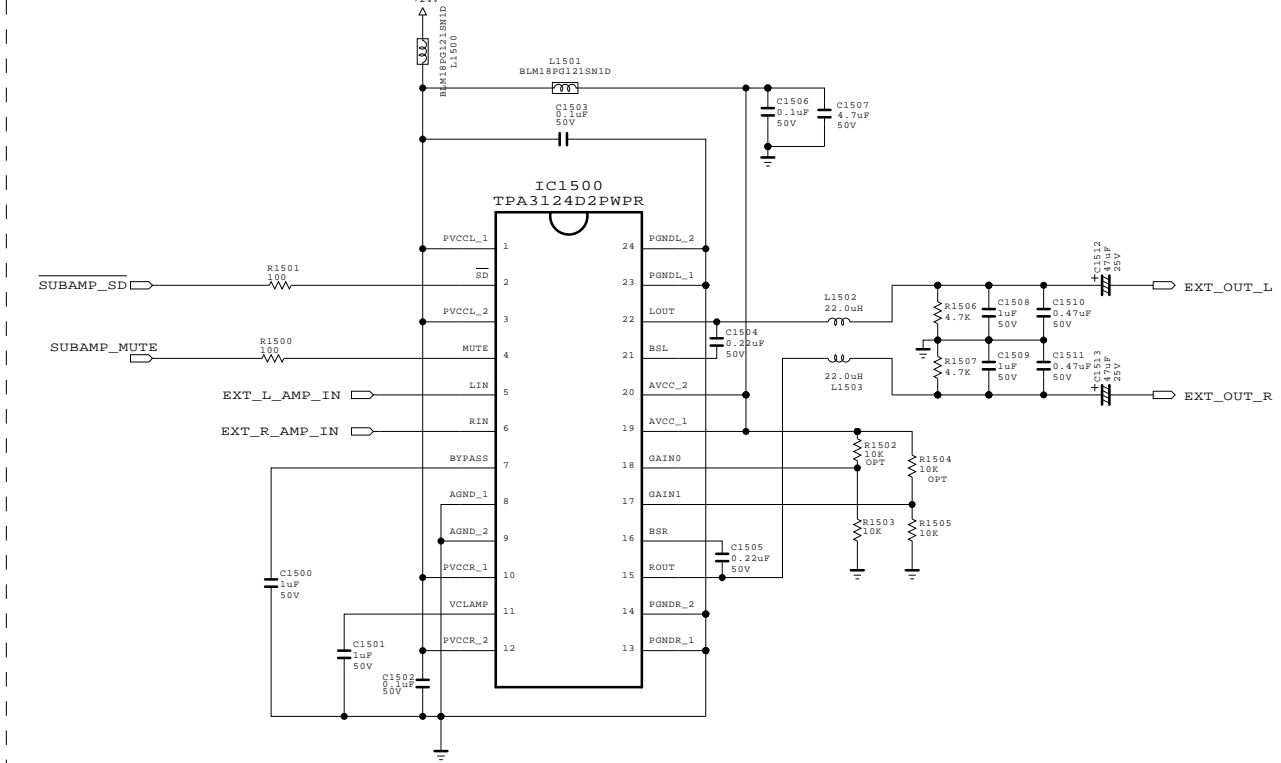 +24V
BLM18PG121SN1D
L1500
L1501
BLM18PG121SN1D
C1503
0.1uF
50V
C1506
0.1uF
50V
C1507
4.7uF
50V
IC1500
TPA3124D2PWPR
PVCCL_1
1
24
PGNDL_2
SUBAMP_SD
R1501
100
SD
2
23
PGNDL_1
PVCCL_2
3
22
LOUT
SUBAMP_MUTE
R1500
100
MUTE
4
21
BSL
EXT_L_AMP_IN
LIN
5
20
AVCC_2
EXT_R_AMP_IN
RIN
6
19
AVCC_1
BYPASS
7
18
GAIN0
AGND_1
8
17
GAIN1
AGND_2
9
16
BSR
PVCCR_1
10
15
ROUT
VCLAMP
11
14
PGNDR_2
PVCCR_2
12
13
PGNDR_1
C1500
1uF
50V
C1501
1uF
50V
C1502
0.1uF
50V
C1504
0.22uF
50V
L1502
22.0uH
22.0uH
L1503
R1506
4.7K
C1508
1uF
50V
C1510
0.47uF
50V
R1507
4.7K
C1509
1uF
50V
C1511
0.47uF
50V
+C1512
47uF
25V
EXT_OUT_L
+C1513
47uF
25V
EXT_OUT_R
R1502
10K
OPT
R1504
10K
OPT
R1503
10K
R1505
10K
C1505
0.22uF
50V